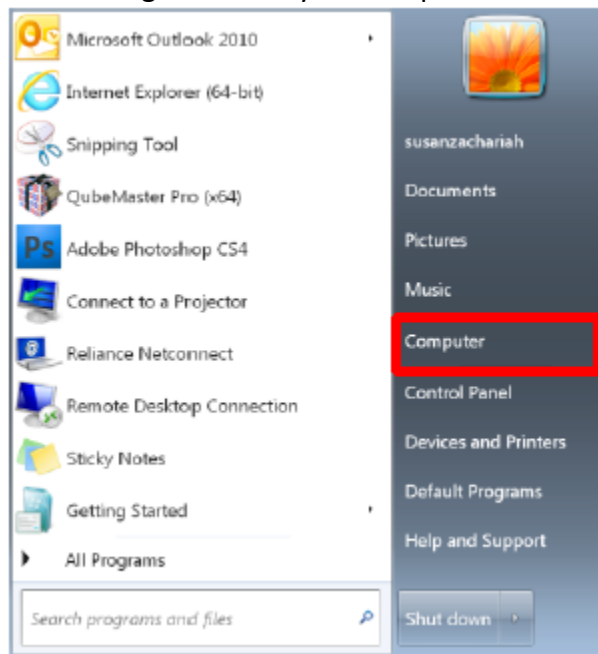 Microsoft Outlook 2010
Internet Explorer (64-bit)
Snipping Tool
QubeMaster Pro (x64)
Ps Adobe Photoshop CS4
Connect to a Projector
Reliance Netconnect
Remote Desktop Connection
Sticky Notes
Getting Started
All Programs
Search programs and files
susanzachariah
Documents
Pictures
Music
Computer
Control Panel
Devices and Printers
Default Programs
Help and Support
Shut down